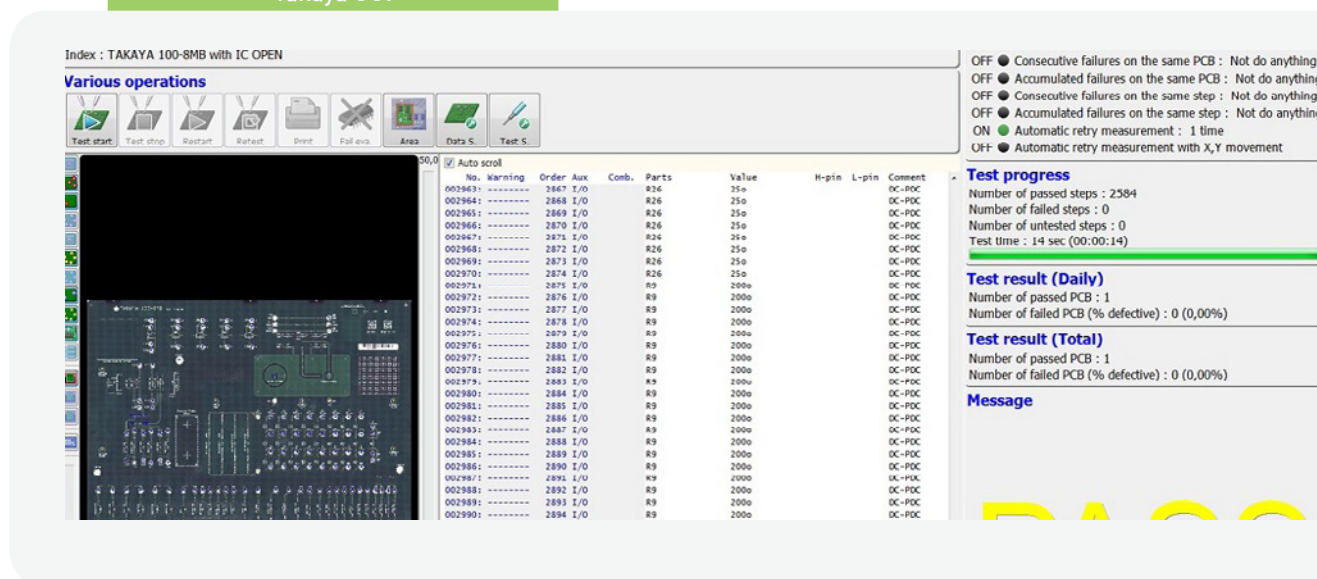 Index : TAKAYA 100-8MB with IC OPEN
Various operations
Test start Test stop Restart Retest Print Fail eva. Area Data S. Test S.
50,0
Auto scroll
No. Warning Order Aux Comb. Parts Value H-pin L-pin Comment
002963: -------- 2867 I/O R26 25o DC-PDC
002964: -------- 2868 I/O R26 25o DC-PDC
002965: -------- 2869 I/O R26 25o DC-PDC
002966: -------- 2870 I/O R26 25o DC-PDC
002967: -------- 2871 I/O R26 25o DC-PDC
002968: -------- 2872 I/O R26 25o DC-PDC
002969: -------- 2873 I/O R26 25o DC-PDC
002970: -------- 2874 I/O R26 25o DC-PDC
002971: -------- 2875 I/O R9 200o DC-PDC
002972: -------- 2876 I/O R9 200o DC-PDC
002973: -------- 2877 I/O R9 200o DC-PDC
002974: -------- 2878 I/O R9 200o DC-PDC
002975: -------- 2879 I/O R9 200o DC-PDC
002976: -------- 2880 I/O R9 200o DC-PDC
002977: -------- 2881 I/O R9 200o DC-PDC
002978: -------- 2882 I/O R9 200o DC-PDC
002979: -------- 2883 I/O R9 200o DC-PDC
002980: -------- 2884 I/O R9 200o DC-PDC
002981: -------- 2885 I/O R9 200o DC-PDC
002982: -------- 2886 I/O R9 200o DC-PDC
002983: -------- 2887 I/O R9 200o DC-PDC
002984: -------- 2888 I/O R9 200o DC-PDC
002985: -------- 2889 I/O R9 200o DC-PDC
002986: -------- 2890 I/O R9 200o DC-PDC
002987: -------- 2891 I/O R9 200o DC-PDC
002988: -------- 2892 I/O R9 200o DC-PDC
002989: -------- 2893 I/O R9 200o DC-PDC
002990: -------- 2894 I/O R9 200o DC-PDC
OFF Consecutive failures on the same PCB : Not do anything
OFF Accumulated failures on the same PCB : Not do anything
OFF Consecutive failures on the same step : Not do anything
OFF Accumulated failures on the same step : Not do anything
ON Automatic retry measurement : 1 time
OFF Automatic retry measurement with X,Y movement
Test progress
Number of passed steps : 2584
Number of failed steps : 0
Number of untested steps : 0
Test time : 14 sec (00:00:14)
Test result (Daily)
Number of passed PCB : 1
Number of failed PCB (% defective) : 0 (0,00%)
Test result (Total)
Number of passed PCB : 1
Number of failed PCB (% defective) : 0 (0,00%)
Message
PASS